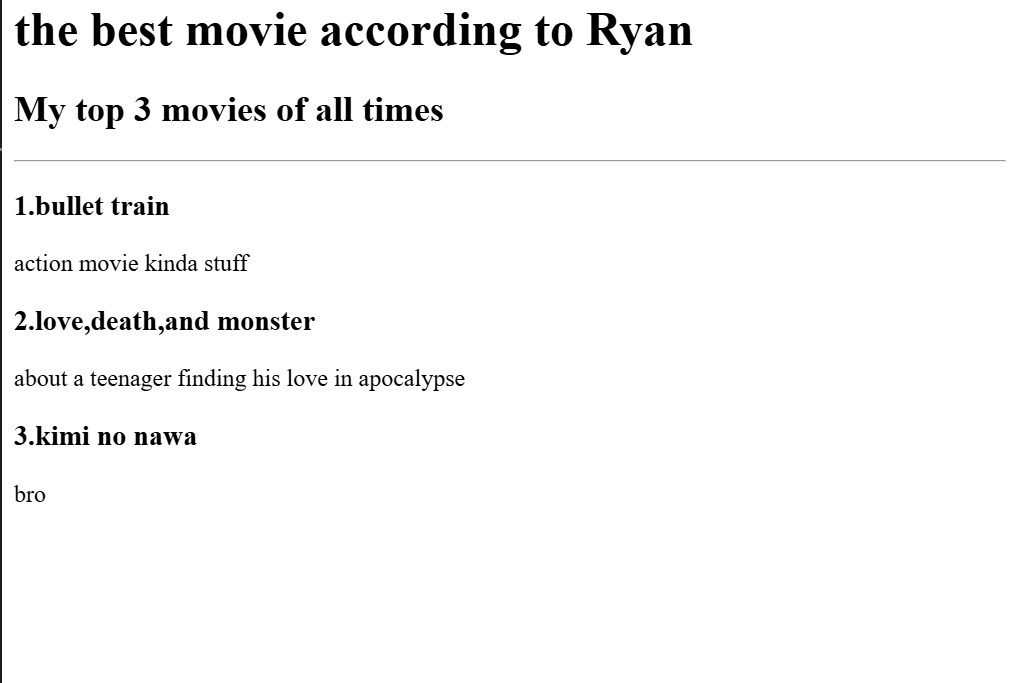 the best movie according to Ryan
My top 3 movies of all times
1.bullet train
action movie kinda stuff
2.love,death,and monster
about a teenager finding his love in apocalypse
3.kimi no nawa
bro